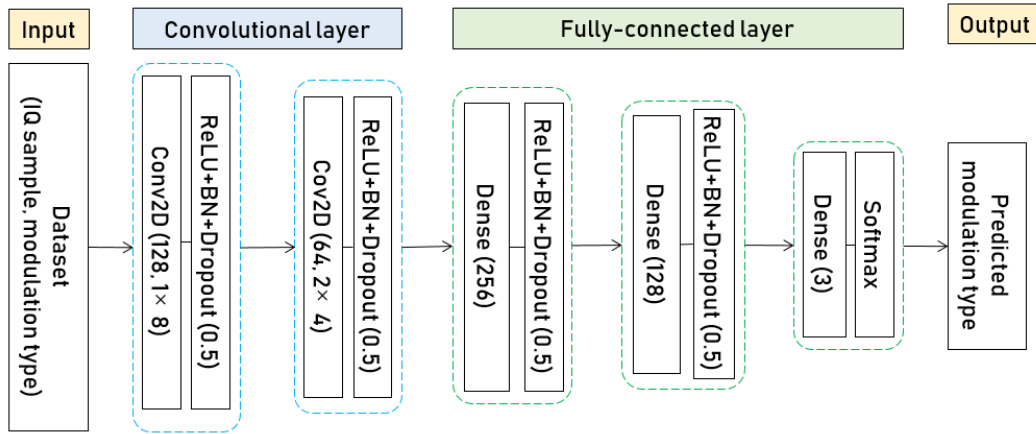 Input
Convolutional layer
Fully-connected layer
Output
Dataset
(IQ sample, modulation type)
Conv2D (128, 1× 8)
ReLU+BN+Dropout (0.5)
Cov2D (64, 2× 4)
ReLU+BN+Dropout (0.5)
Dense (256)
ReLU+BN+Dropout (0.5)
Dense (128)
ReLU+BN+Dropout (0.5)
Dense (3)
Softmax
Predicted
modulation type